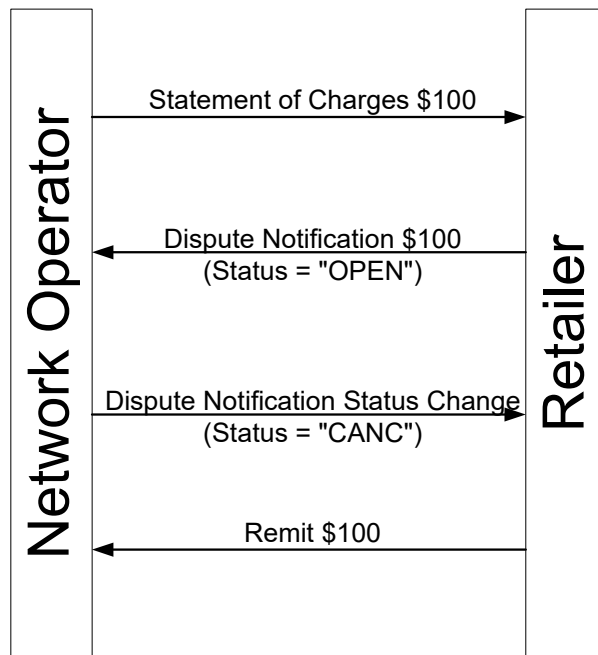 Network Operator
Statement of Charges $100
Dispute Notification $100
(Status = "OPEN")
Dispute Notification Status Change
(Status = "CANC")
Remit $100
Retailer